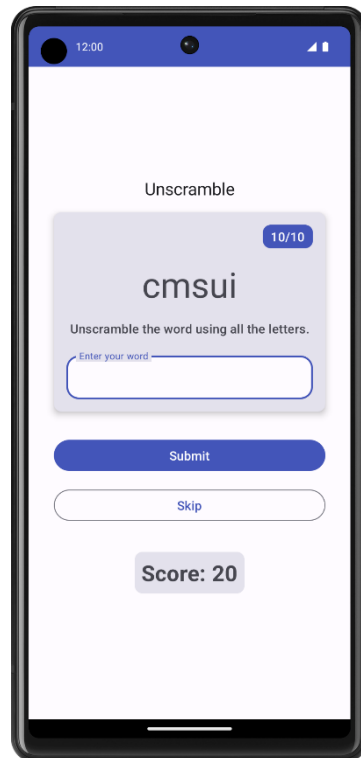 12:00
Unscramble
10/10
cmsui
Unscramble the word using all the letters.
Enter your word
Submit
Skip
Score: 20